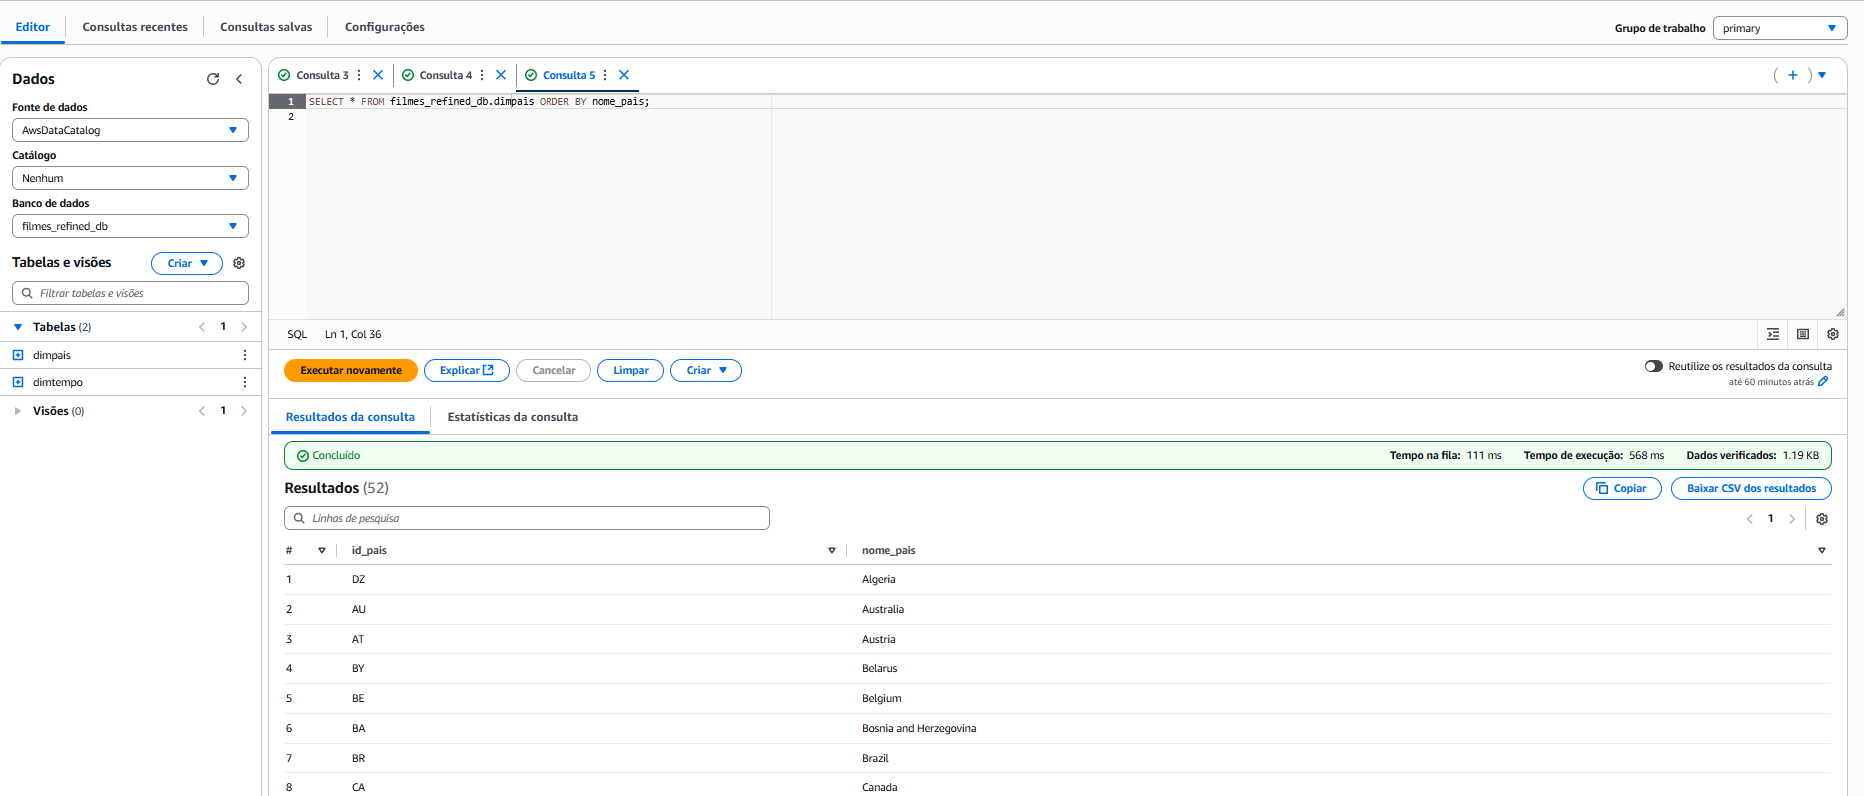 Editor Consultas recentes Consultas salvas Configurações Grupo de trabalho primary
Dados
Fonte de dados
AwsDataCatalog
Catálogo
Nenhum
Banco de dados
filmes_refined_db
Tabelas e visões Criar
Filtrar tabelas e visões
Tabelas (2) 1
dimpais
dimtempo
Visões (0) 1
Consulta 3 Consulta 4 Consulta 5
1 SELECT * FROM filmes_refined_db.dimpais ORDER BY nome_pais;
2
SQL Ln 1, Col 36
Executar novamente Explicar Cancelar Limpar Criar
Reutilize os resultados da consulta
até 60 minutos atrás
Resultados da consulta Estatísticas da consulta
Concluído Tempo na fila: 111 ms Tempo de execução: 568 ms Dados verificados: 1.19 KB
Resultados (52) Copiar Baixar CSV dos resultados
Linhas de pesquisa 1
# id_pais nome_pais
1 DZ Algeria
2 AU Australia
3 AT Austria
4 BY Belarus
5 BE Belgium
6 BA Bosnia and Herzegovina
7 BR Brazil
8 CA Canada